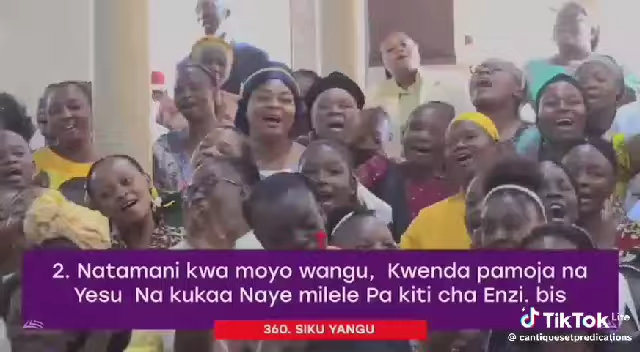 2. Natamani kwa moyo wangu, Kwenda pamoja na
Yesu Na kukaa Naye milele Pa kiti cha Enzi. bis
360. SIKU YANGU
TikTok Lite
@ cantiquesetpredications